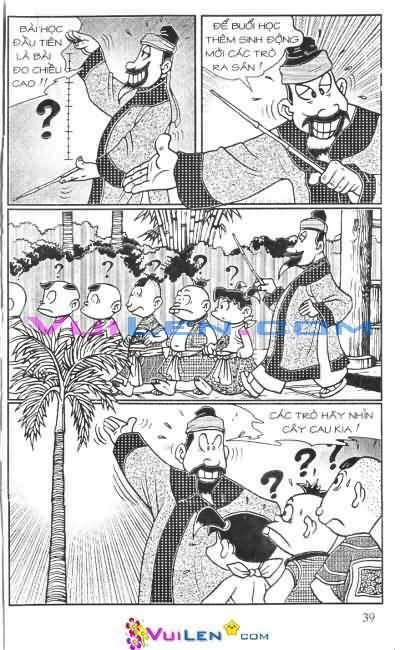 BÀI HỌC
ĐẦU TIÊN
LÀ BÀI
ĐO CHIỀU
CAO !!
?
ĐỂ BUỔI HỌC
THÊM SINH ĐỘNG
MỜI CÁC TRÒ
RA SÂN !
? ? ? ? ?
VuiLen.com
CÁC TRÒ HÃY NHÌN
CÂY CAU KIA !
? ? ?
39
VuiLen.com